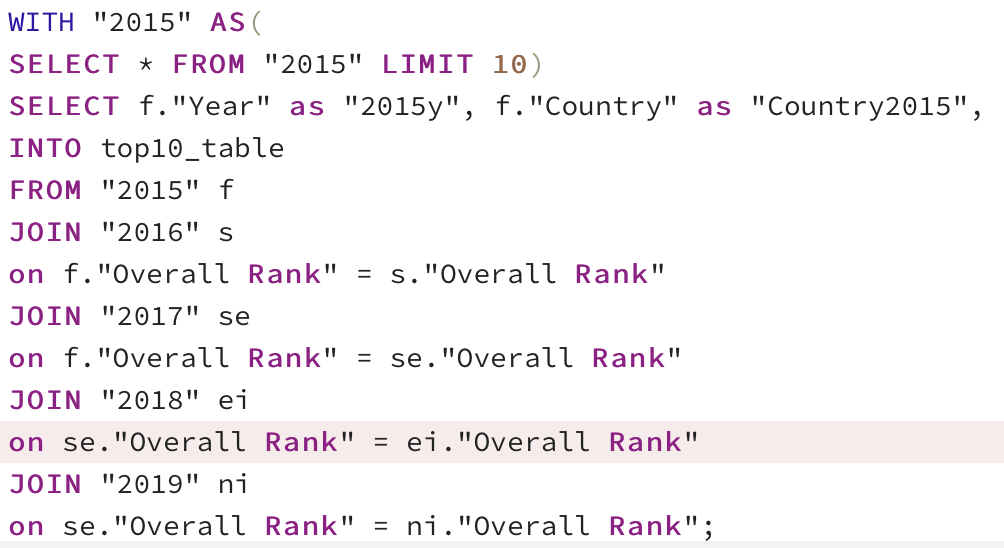 WITH "2015" AS(
SELECT * FROM "2015" LIMIT 10)
SELECT f."Year" as "2015y", f."Country" as "Country2015",
INTO top10_table
FROM "2015" f
JOIN "2016" s
on f."Overall Rank" = s."Overall Rank"
JOIN "2017" se
on f."Overall Rank" = se."Overall Rank"
JOIN "2018" ei
on se."Overall Rank" = ei."Overall Rank"
JOIN "2019" ni
on se."Overall Rank" = ni."Overall Rank";